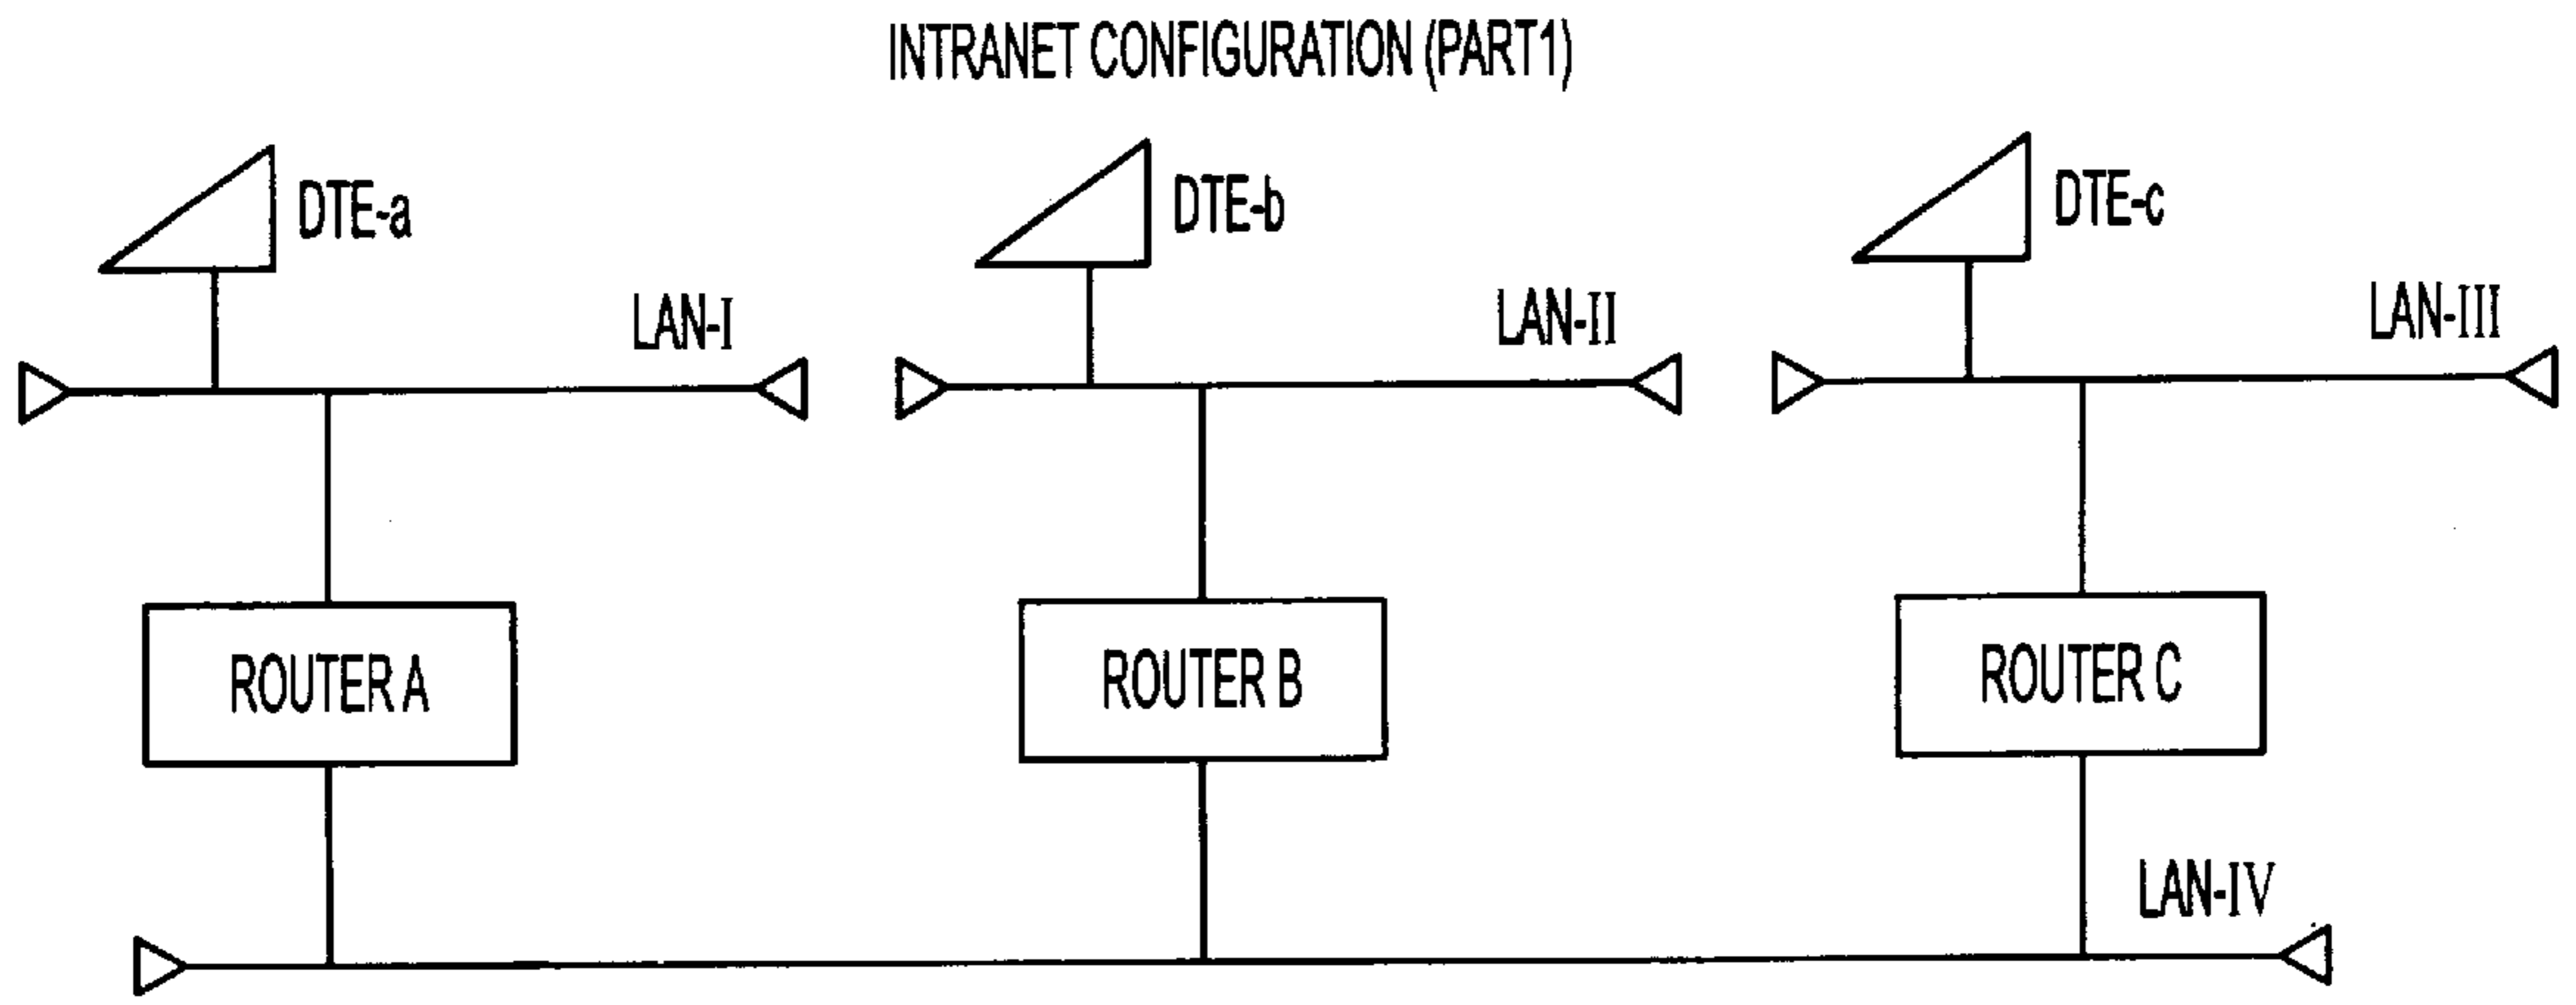 INTRANET CONFIGURATION (PART1)
DTE-a
DTE-b
DTE-c
LAN-I
LAN-II
LAN-III
ROUTER A
ROUTER B
ROUTER C
LAN-IV